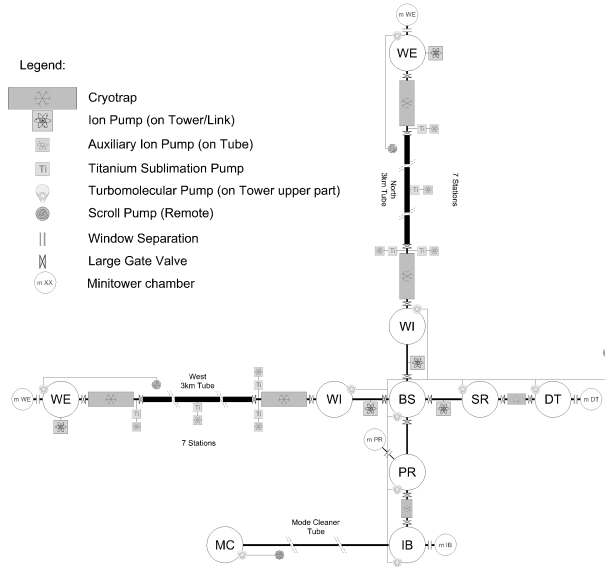 m WE
WE
Legend:
Cryotrap
Ion Pump (on Tower/Link)
Auxiliary Ion Pump (on Tube)
Ti
Titanium Sublimation Pump
Turbomolecular Pump (on Tower upper part)
Scroll Pump (Remote)
Window Separation
Large Gate Valve
m XX
Minitower chamber
Ti
Ti
North
3km Tube
7 Stations
Ti
Ti
WI
West
3km Tube
Ti
m WE
WE
WI
BS
SR
DT
m DT
Ti
Ti
Ti
7 Stations
m PR
PR
Mode Cleaner
Tube
MC
IB
m IB